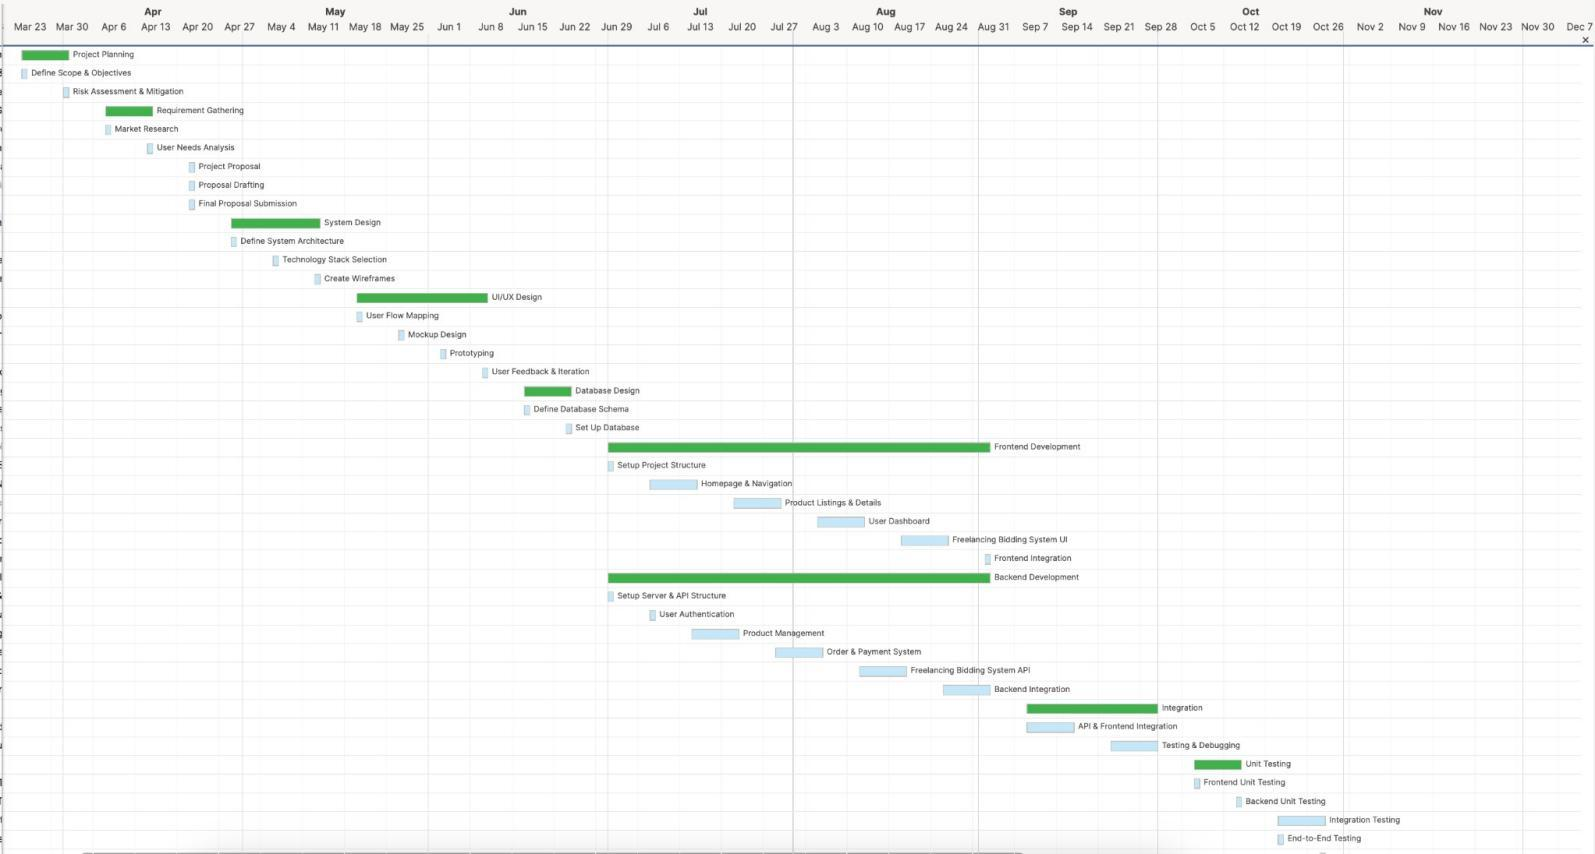 Apr May Jun Jul Aug Sep Oct Nov
Mar 23 Mar 30 Apr 6 Apr 13 Apr 20 Apr 27 May 4 May 11 May 18 May 25 Jun 1 Jun 8 Jun 15 Jun 22 Jun 29 Jul 6 Jul 13 Jul 20 Jul 27 Aug 3 Aug 10 Aug 17 Aug 24 Aug 31 Sep 7 Sep 14 Sep 21 Sep 28 Oct 5 Oct 12 Oct 19 Oct 26 Nov 2 Nov 9 Nov 16 Nov 23 Nov 30 Dec 7
Project Planning
Define Scope & Objectives
Risk Assessment & Mitigation
Requirement Gathering
Market Research
User Needs Analysis
Project Proposal
Proposal Drafting
Final Proposal Submission
System Design
Define System Architecture
Technology Stack Selection
Create Wireframes
UI/UX Design
User Flow Mapping
Mockup Design
Prototyping
User Feedback & Iteration
Database Design
Define Database Schema
Set Up Database
Frontend Development
Setup Project Structure
Homepage & Navigation
Product Listings & Details
User Dashboard
Freelancing Bidding System UI
Frontend Integration
Backend Development
Setup Server & API Structure
User Authentication
Product Management
Order & Payment System
Freelancing Bidding System API
Backend Integration
Integration
API & Frontend Integration
Testing & Debugging
Unit Testing
Frontend Unit Testing
Backend Unit Testing
Integration Testing
End-to-End Testing